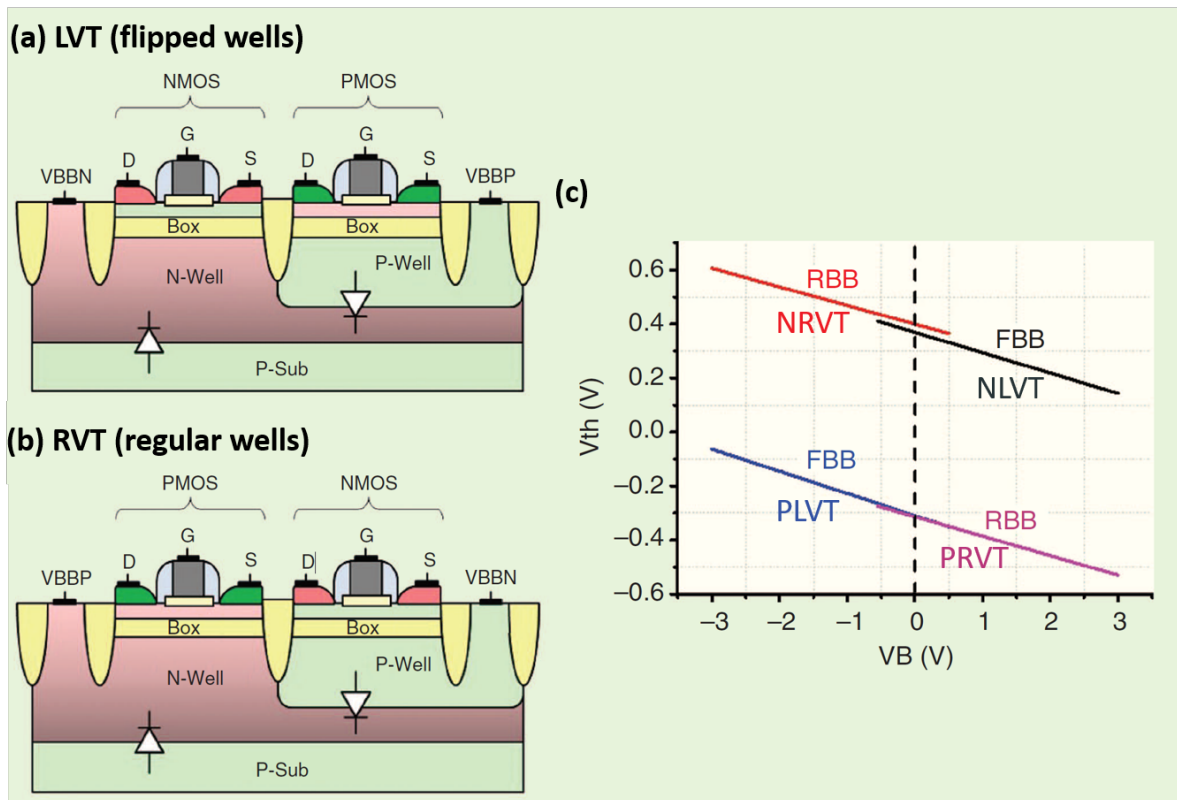 (a) LVT (flipped wells)
NMOS PMOS
G G
D S D S
VBBN VBBP
Box Box
N-Well P-Well
P-Sub
(b) RVT (regular wells)
PMOS NMOS
G G
D S D S
VBBP VBBN
Box Box
N-Well P-Well
P-Sub
(c)
0.6
0.4
0.2
0.0
−0.2
−0.4
−0.6
Vth (V)
RBB
NRVT
FBB
NLVT
FBB
PLVT
RBB
PRVT
−3 −2 −1 0 1 2 3
VB (V)